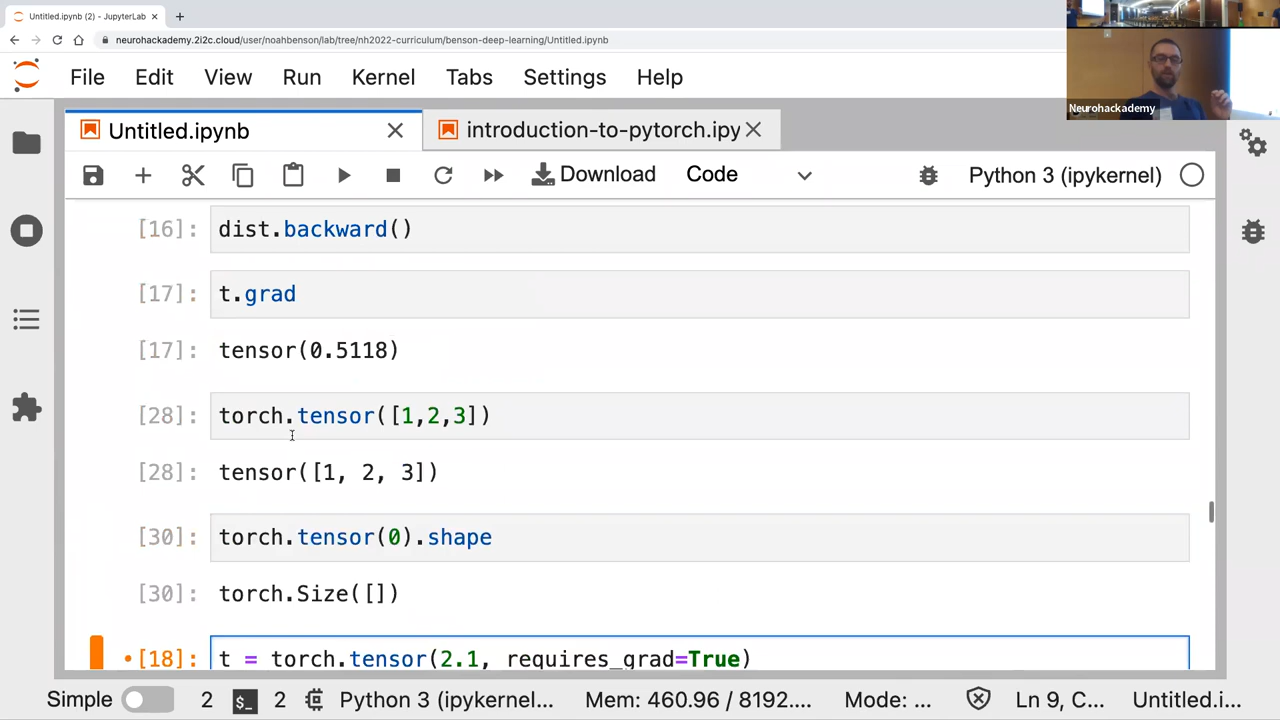 Untitled.ipynb (2) - JupyterLab
neurohackademy.2i2c.cloud/user/noahbenson/lab/tree/nh2022-curriculum/benson-deep-learning/Untitled.ipynb
Neurohackademy
File Edit View Run Kernel Tabs Settings Help
Untitled.ipynb introduction-to-pytorch.ipy
Download Code Python 3 (ipykernel)
[16]: dist.backward()
[17]: t.grad
[17]: tensor(0.5118)
[28]: torch.tensor([1,2,3])
[28]: tensor([1, 2, 3])
[30]: torch.tensor(0).shape
[30]: torch.Size([])
[18]: t = torch.tensor(2.1, requires_grad=True)
Simple 2 $_ 2 Python 3 (ipykernel... Mem: 460.96 / 8192.... Mode: ... Ln 9, C... Untitled.i...